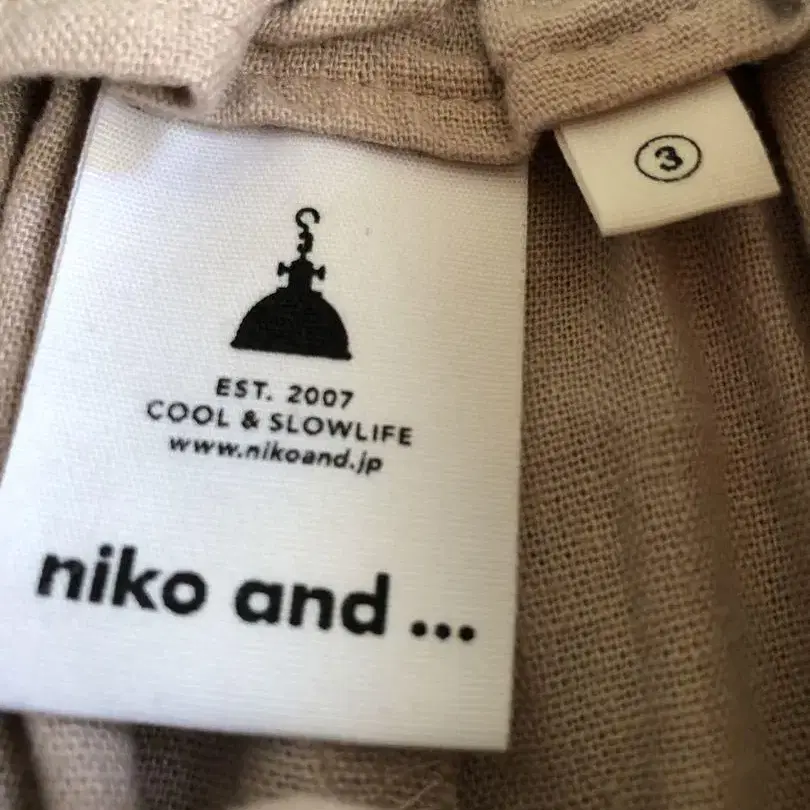 ③
EST. 2007
COOL & SLOWLIFE
www.nikoand.jp
niko and ...